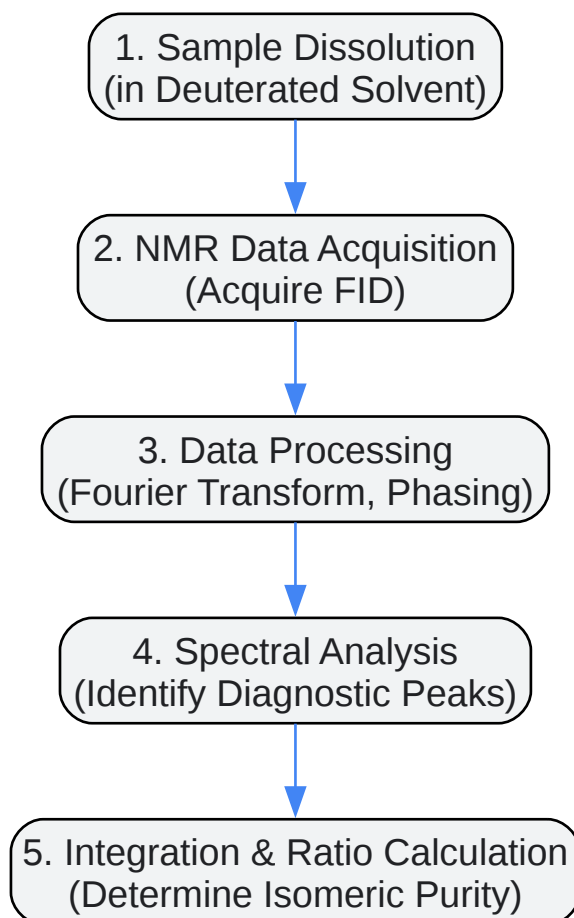 1. Sample Dissolution
(in Deuterated Solvent)
2. NMR Data Acquisition
(Acquire FID)
3. Data Processing
(Fourier Transform, Phasing)
4. Spectral Analysis
(Identify Diagnostic Peaks)
5. Integration & Ratio Calculation
(Determine Isomeric Purity)